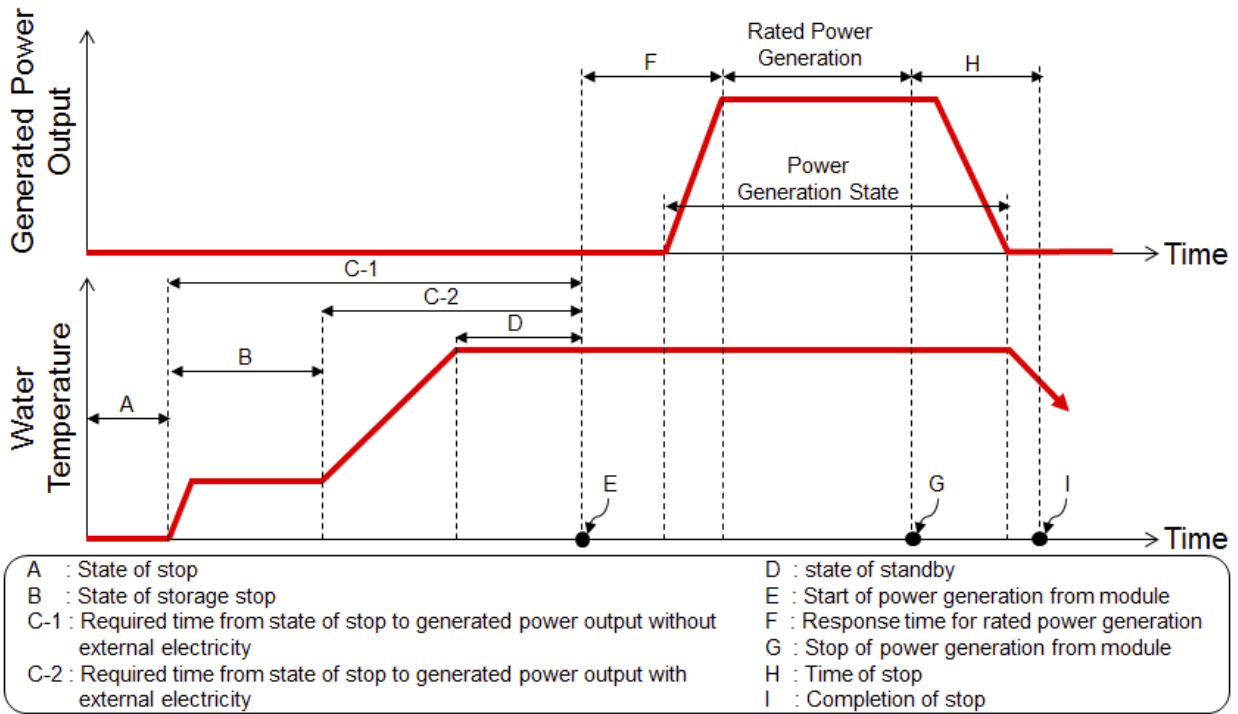 Generated Power
Output
F
Rated Power
Generation
H
Power
Generation State
Time
C-1
C-2
D
B
A
Water
Temperature
E
G
I
Time
A : State of stop
B : State of storage stop
C-1 : Required time from state of stop to generated power output without
external electricity
C-2 : Required time from state of stop to generated power output with
external electricity
D : state of standby
E : Start of power generation from module
F : Response time for rated power generation
G : Stop of power generation from module
H : Time of stop
I : Completion of stop